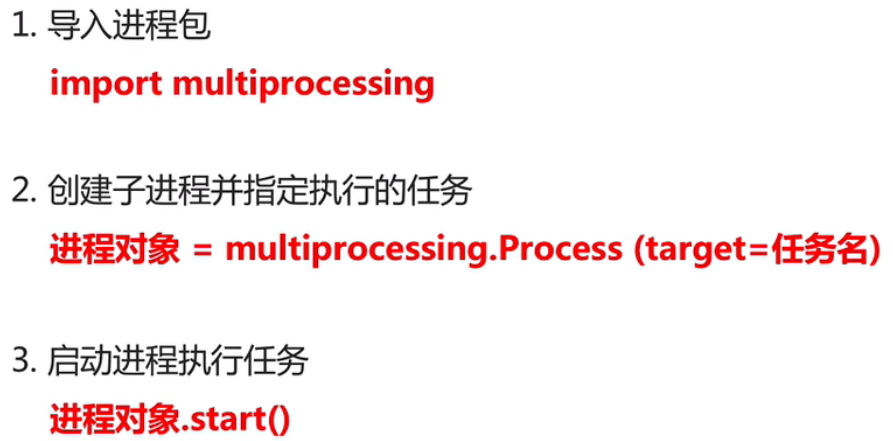 1. 导入进程包
import multiprocessing
2. 创建子进程并指定执行的任务
进程对象 = multiprocessing.Process (target=任务名)
3. 启动进程执行任务
进程对象.start()